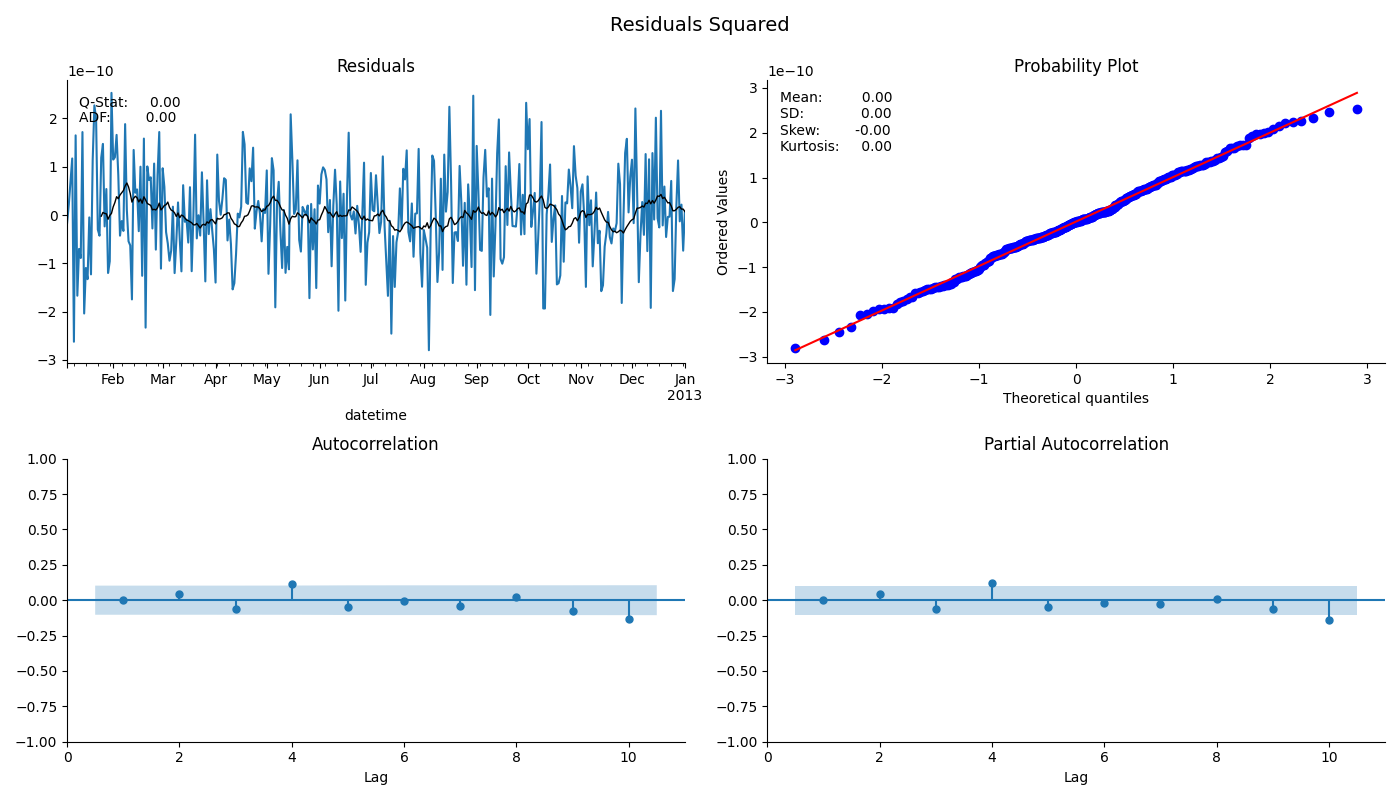 Residuals Squared
Residuals
1e−10
Q-Stat: 0.00
ADF: 0.00
2
1
0
−1
−2
−3
Feb Mar Apr May Jun Jul Aug Sep Oct Nov Dec Jan
2013
datetime
Probability Plot
1e−10
Mean: 0.00
SD: 0.00
Skew: -0.00
Kurtosis: 0.00
Ordered Values
3
2
1
0
−1
−2
−3
−3 −2 −1 0 1 2 3
Theoretical quantiles
Autocorrelation
1.00
0.75
0.50
0.25
0.00
−0.25
−0.50
−0.75
−1.00
0 2 4 6 8 10
Lag
Partial Autocorrelation
1.00
0.75
0.50
0.25
0.00
−0.25
−0.50
−0.75
−1.00
0 2 4 6 8 10
Lag